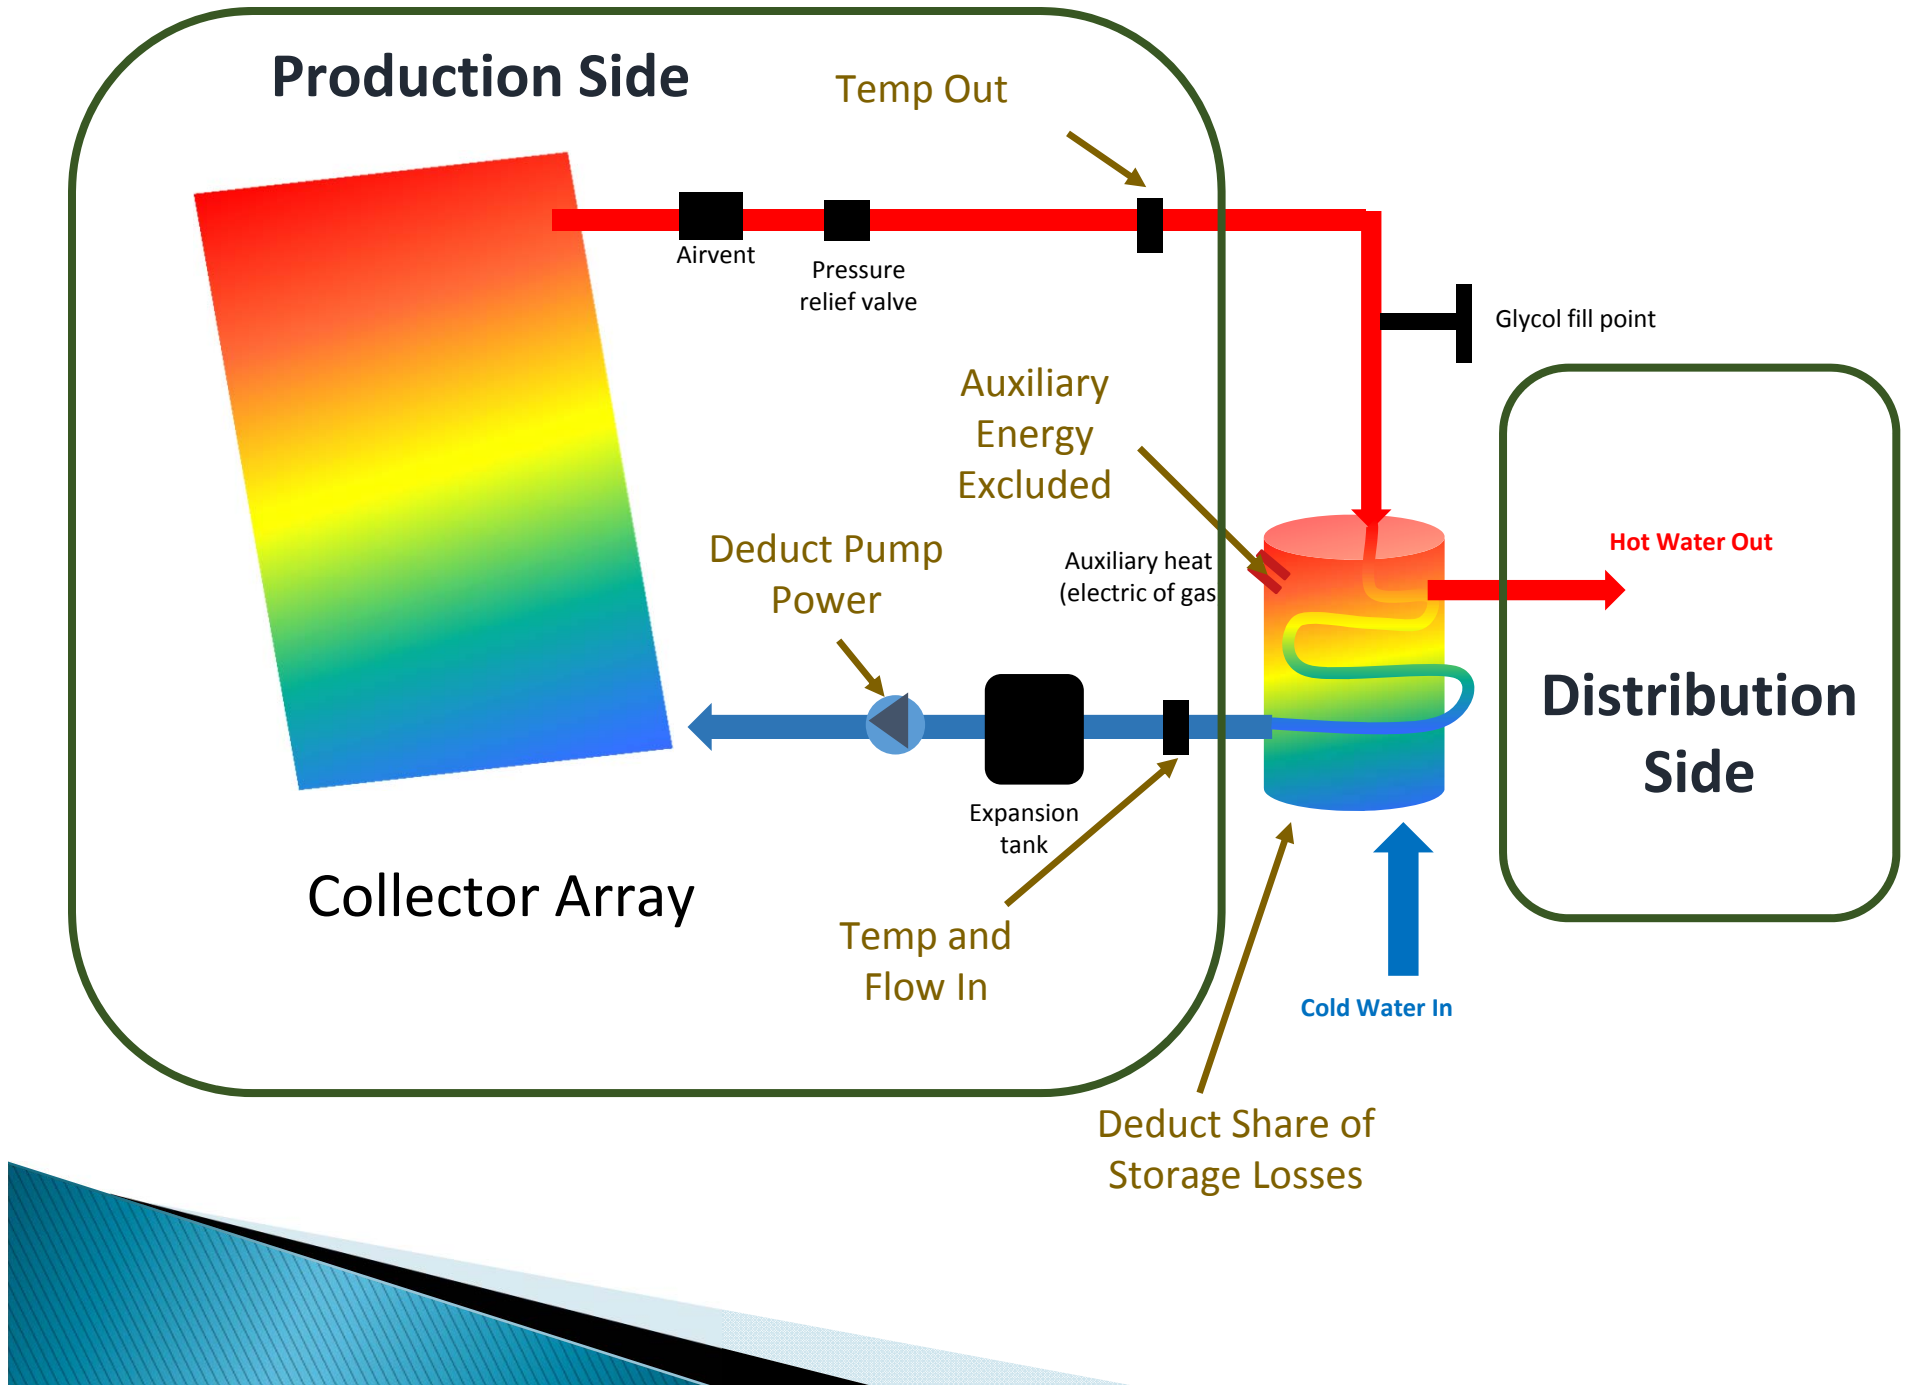 Production Side
Temp Out
Airvent
Pressure
relief valve
Glycol fill point
Auxiliary
Energy
Excluded
Deduct Pump
Power
Auxiliary heat
(electric of gas
Hot Water Out
Distribution
Side
Expansion
tank
Collector Array
Temp and
Flow In
Cold Water In
Deduct Share of
Storage Losses